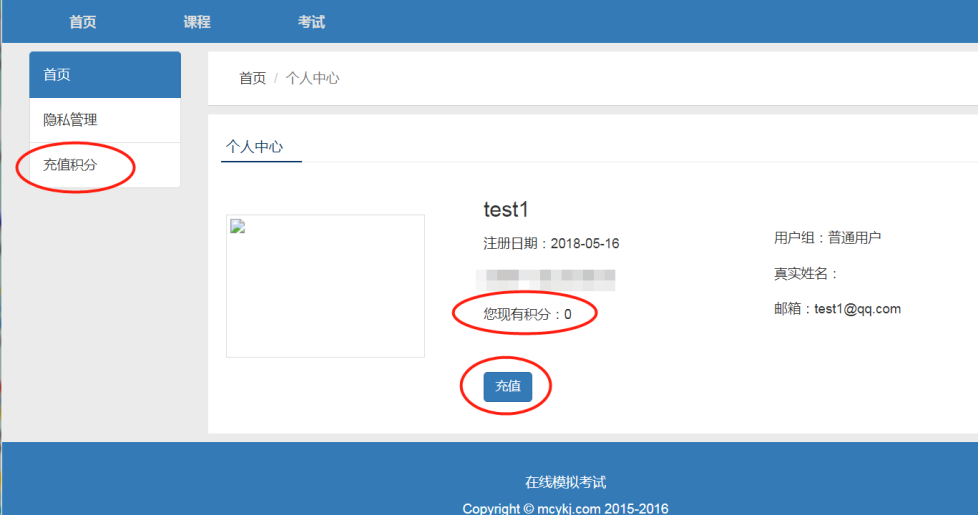 首页 课程 考试
首页
隐私管理
充值积分
首页 / 个人中心
个人中心
test1
注册日期：2018-05-16
您现有积分：0
充值
用户组：普通用户
真实姓名：
邮箱：test1@qq.com
在线模拟考试
Copyright © mcykj.com 2015-2016